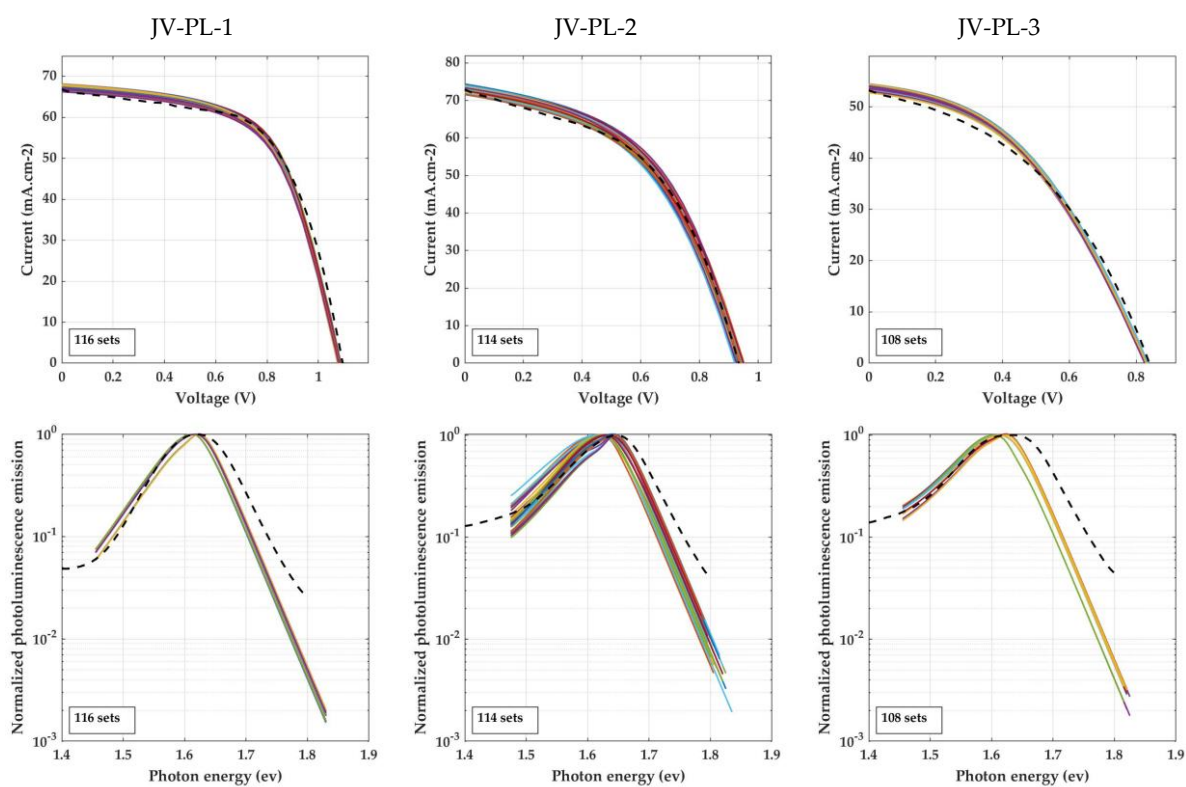 JV-PL-1
JV-PL-2
JV-PL-3
Current (mA.cm-2)
70
60
50
40
30
20
10
0
116 sets
0 0.2 0.4 0.6 0.8 1
Voltage (V)
Current (mA.cm-2)
80
70
60
50
40
30
20
10
0
114 sets
0 0.2 0.4 0.6 0.8 1
Voltage (V)
Current (mA.cm-2)
50
40
30
20
10
0
108 sets
0 0.2 0.4 0.6 0.8
Voltage (V)
Normalized photoluminescence emission
10^0
10^-1
10^-2
10^-3
116 sets
1.4 1.5 1.6 1.7 1.8 1.9
Photon energy (ev)
Normalized photoluminescence emission
10^0
10^-1
10^-2
10^-3
114 sets
1.4 1.5 1.6 1.7 1.8 1.9
Photon energy (ev)
Normalized photoluminescence emission
10^0
10^-1
10^-2
10^-3
108 sets
1.4 1.5 1.6 1.7 1.8 1.9
Photon energy (ev)